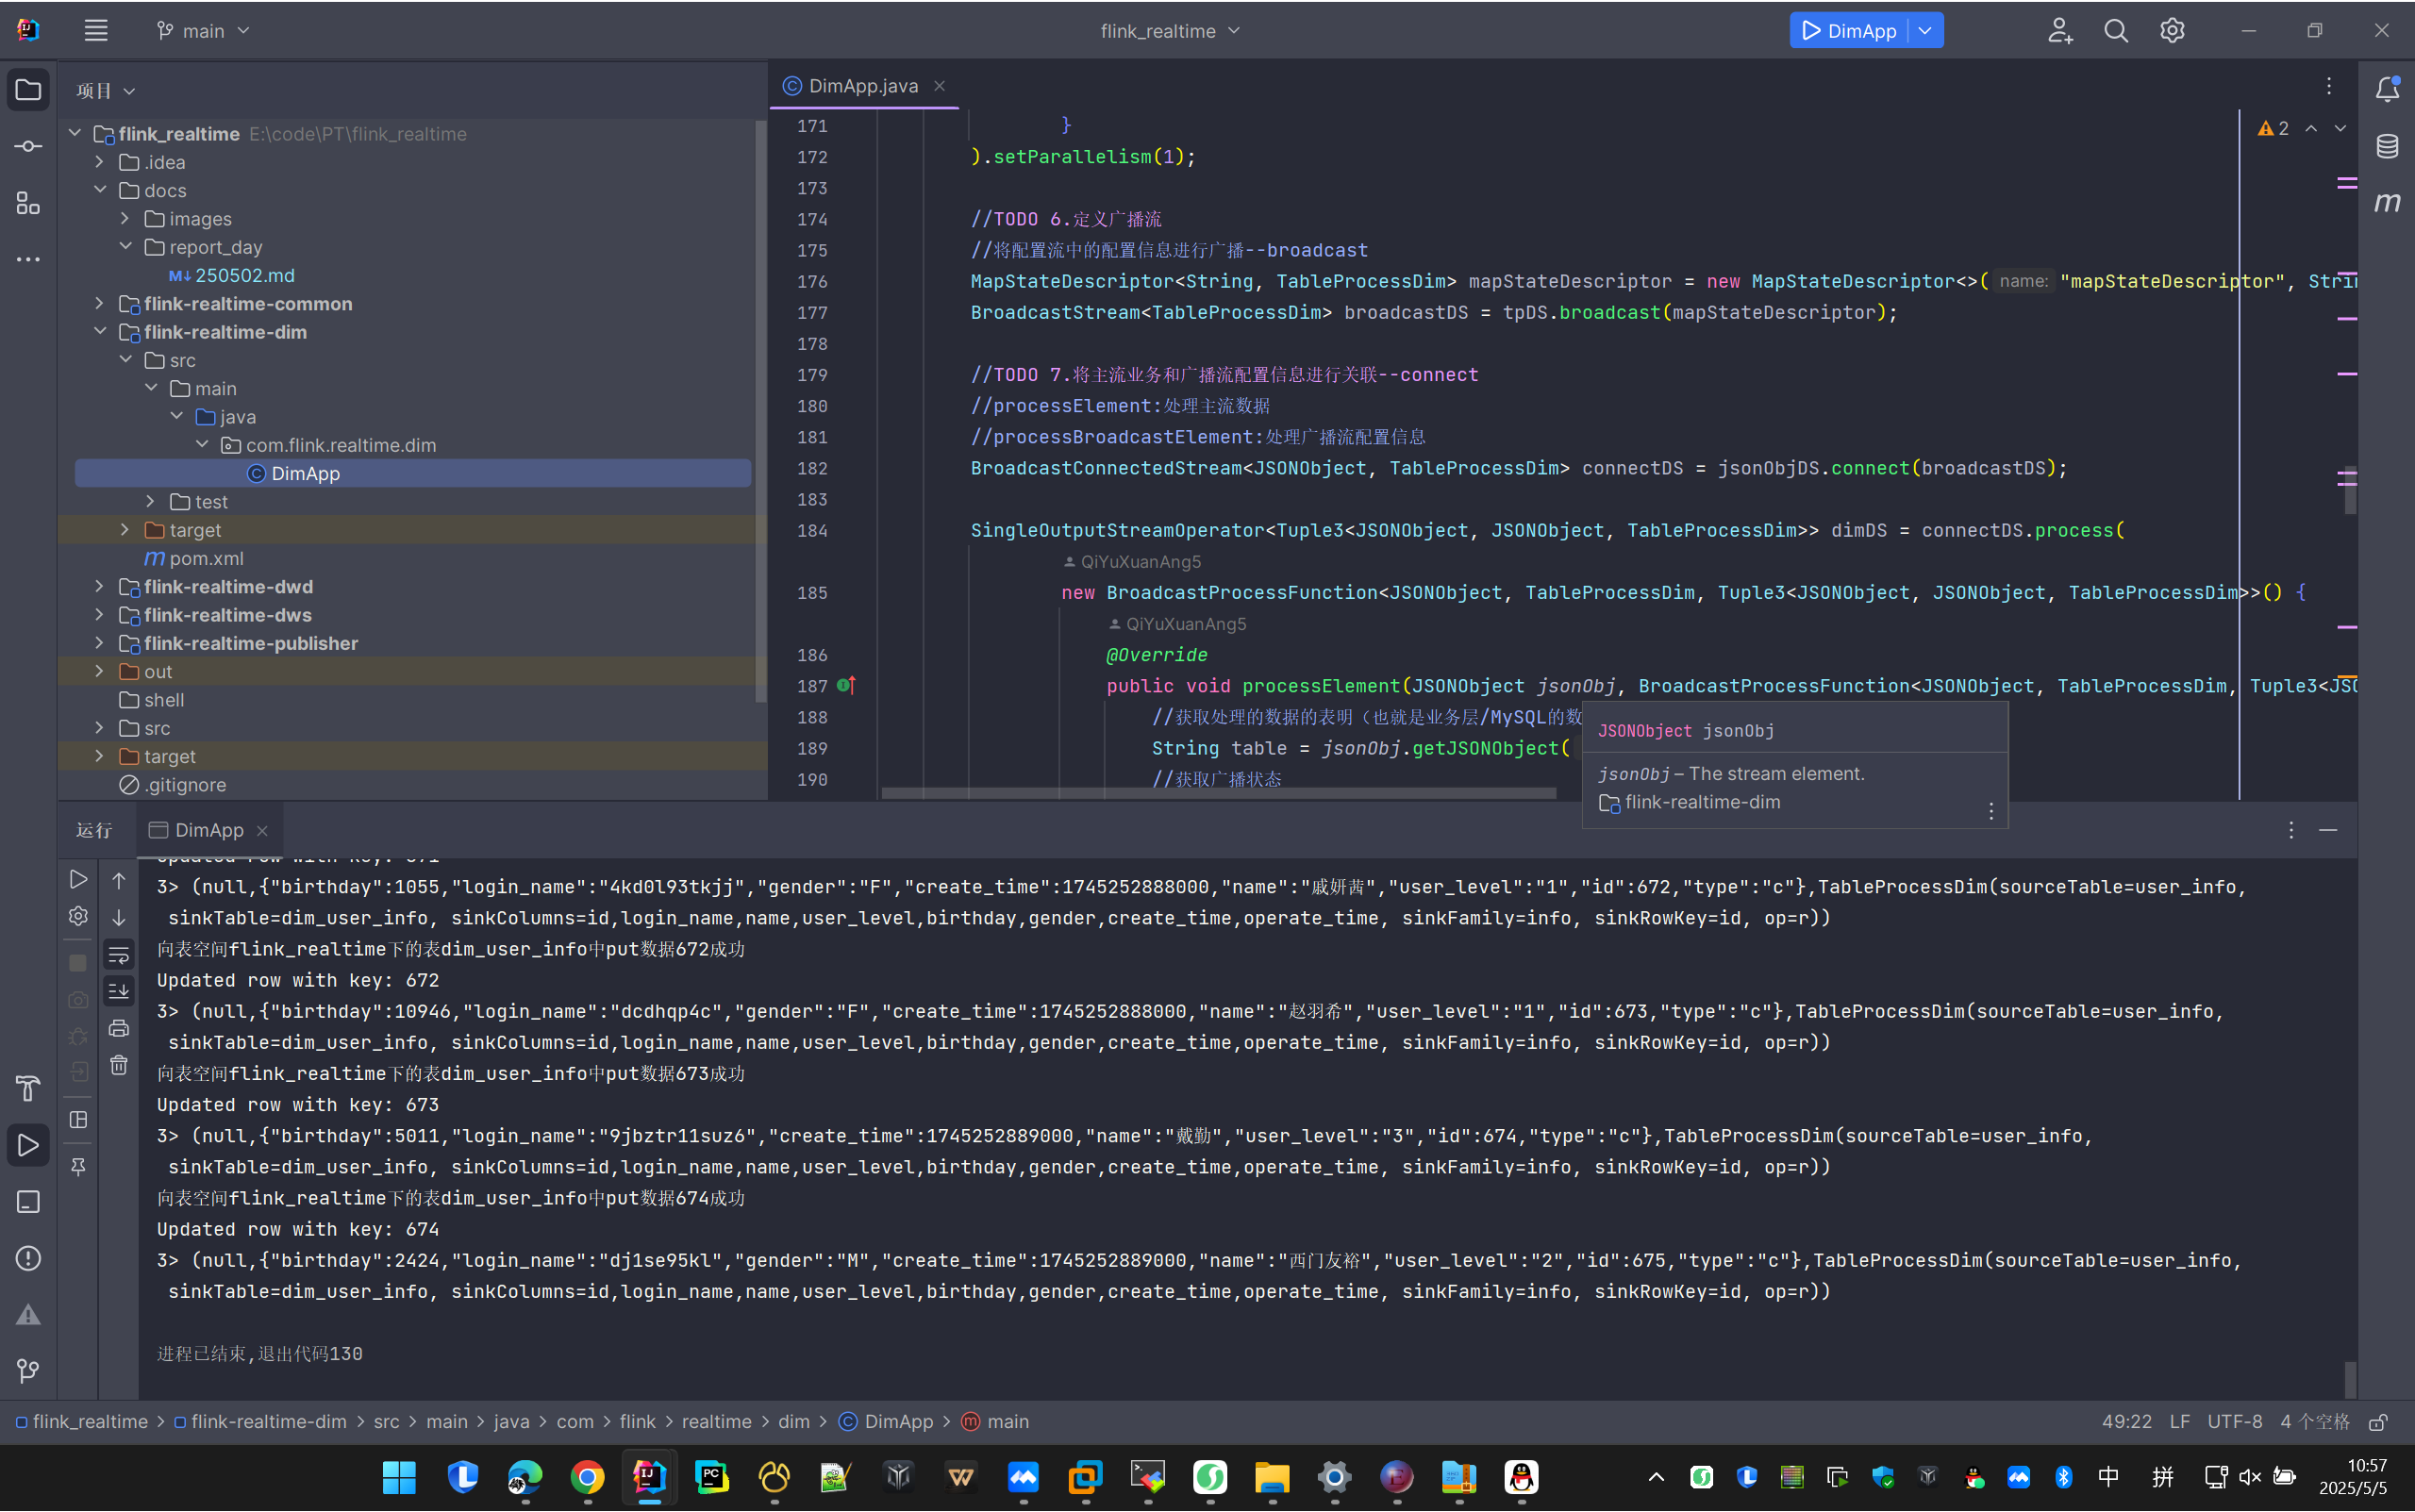 main
flink_realtime
DimApp
项目
flink_realtime E:\code\PT\flink_realtime
.idea
docs
images
report_day
250502.md
flink-realtime-common
flink-realtime-dim
src
main
java
com.flink.realtime.dim
DimApp
test
target
pom.xml
flink-realtime-dwd
flink-realtime-dws
flink-realtime-publisher
out
shell
src
target
.gitignore
DimApp.java
2
171 }
172 ).setParallelism(1);
173
174 //TODO 6.定义广播流
175 //将配置流中的配置信息进行广播--broadcast
176 MapStateDescriptor<String, TableProcessDim> mapStateDescriptor = new MapStateDescriptor<>( name: "mapStateDescriptor", Strin
177 BroadcastStream<TableProcessDim> broadcastDS = tpDS.broadcast(mapStateDescriptor);
178
179 //TODO 7.将主流业务和广播流配置信息进行关联--connect
180 //processElement:处理主流数据
181 //processBroadcastElement:处理广播流配置信息
182 BroadcastConnectedStream<JSONObject, TableProcessDim> connectDS = jsonObjDS.connect(broadcastDS);
183
184 SingleOutputStreamOperator<Tuple3<JSONObject, JSONObject, TableProcessDim>> dimDS = connectDS.process(
QiYuXuanAng5
185 new BroadcastProcessFunction<JSONObject, TableProcessDim, Tuple3<JSONObject, JSONObject, TableProcessDim>>() {
QiYuXuanAng5
186 @Override
187 public void processElement(JSONObject jsonObj, BroadcastProcessFunction<JSONObject, TableProcessDim, Tuple3<JSO
188 //获取处理的数据的表明（也就是业务层/MySQL的数
189 String table = jsonObj.getJSONObject(
190 //获取广播状态
JSONObject jsonObj
jsonObj – The stream element.
flink-realtime-dim
运行
DimApp
3> (null,{"birthday":1055,"login_name":"4kd0l93tkjj","gender":"F","create_time":1745252888000,"name":"戚妍茜","user_level":"1","id":672,"type":"c"},TableProcessDim(sourceTable=user_info,
sinkTable=dim_user_info, sinkColumns=id,login_name,name,user_level,birthday,gender,create_time,operate_time, sinkFamily=info, sinkRowKey=id, op=r))
向表空间flink_realtime下的表dim_user_info中put数据672成功
Updated row with key: 672
3> (null,{"birthday":10946,"login_name":"dcdhqp4c","gender":"F","create_time":1745252888000,"name":"赵羽希","user_level":"1","id":673,"type":"c"},TableProcessDim(sourceTable=user_info,
sinkTable=dim_user_info, sinkColumns=id,login_name,name,user_level,birthday,gender,create_time,operate_time, sinkFamily=info, sinkRowKey=id, op=r))
向表空间flink_realtime下的表dim_user_info中put数据673成功
Updated row with key: 673
3> (null,{"birthday":5011,"login_name":"9jbztr11suz6","create_time":1745252889000,"name":"戴勤","user_level":"3","id":674,"type":"c"},TableProcessDim(sourceTable=user_info,
sinkTable=dim_user_info, sinkColumns=id,login_name,name,user_level,birthday,gender,create_time,operate_time, sinkFamily=info, sinkRowKey=id, op=r))
向表空间flink_realtime下的表dim_user_info中put数据674成功
Updated row with key: 674
3> (null,{"birthday":2424,"login_name":"dj1se95kl","gender":"M","create_time":1745252889000,"name":"西门友裕","user_level":"2","id":675,"type":"c"},TableProcessDim(sourceTable=user_info,
sinkTable=dim_user_info, sinkColumns=id,login_name,name,user_level,birthday,gender,create_time,operate_time, sinkFamily=info, sinkRowKey=id, op=r))
进程已结束,退出代码130
flink_realtime > flink-realtime-dim > src > main > java > com > flink > realtime > dim > DimApp > main
49:22 LF UTF-8 4 个空格
中 拼
10:57
2025/5/5